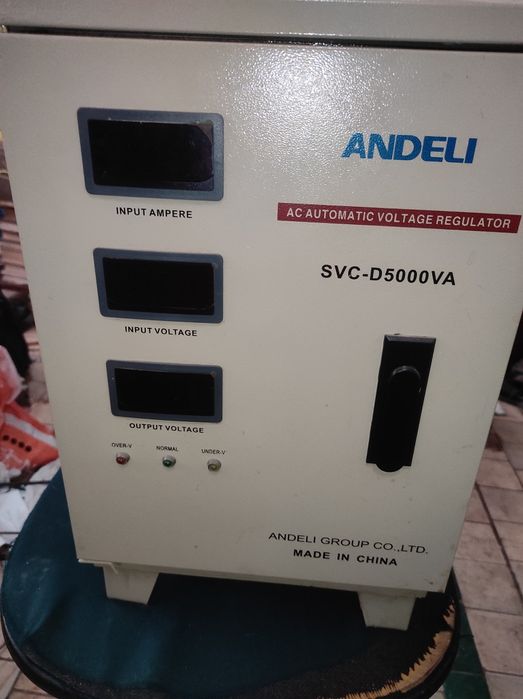 ANDELI
INPUT AMPERE
AC AUTOMATIC VOLTAGE REGULATOR
SVC-D5000VA
INPUT VOLTAGE
OUTPUT VOLTAGE
OVER-V NORMAL UNDER-V
ANDELI GROUP CO.,LTD.
MADE IN CHINA